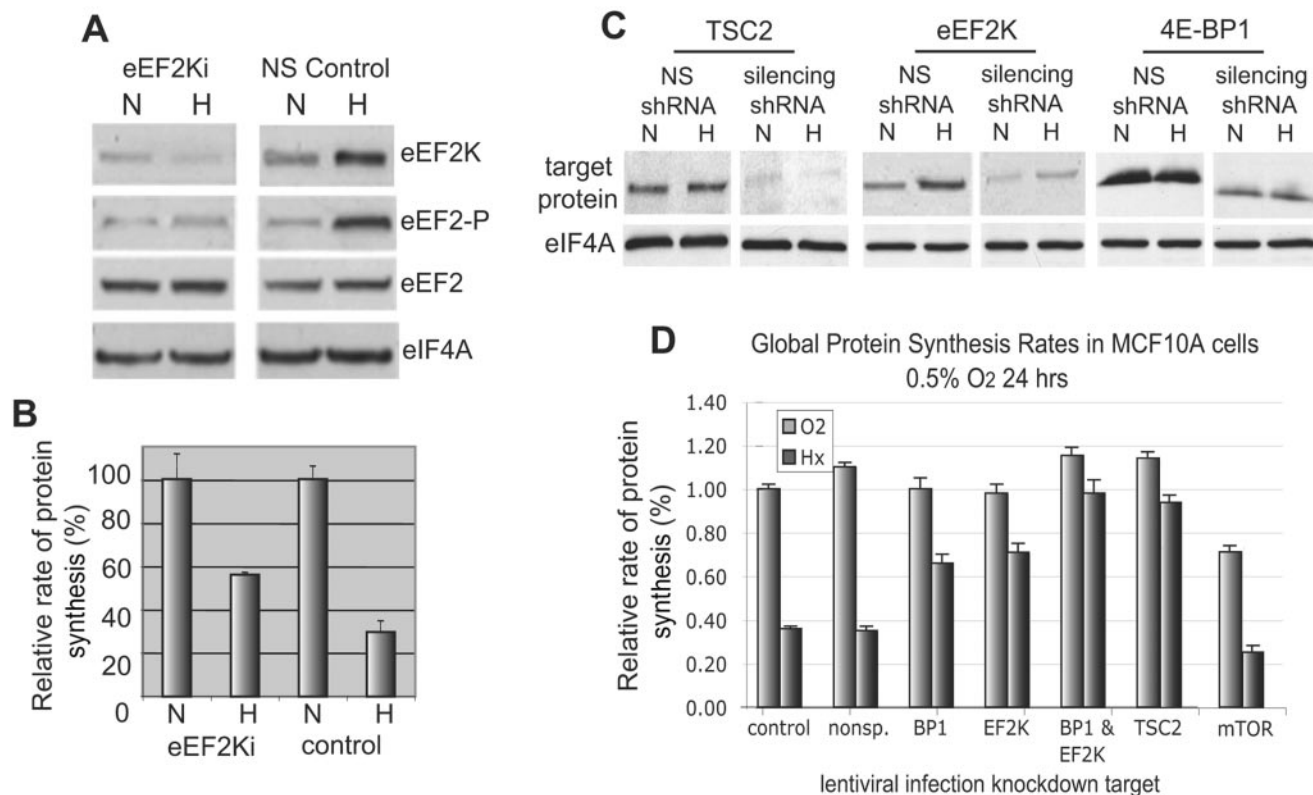 A
eEF2Ki NS Control
N H N H
eEF2K
eEF2-P
eEF2
eIF4A
B
Relative rate of protein
synthesis (%)
100
80
60
40
20
0
N H N H
eEF2Ki control
C
TSC2 eEF2K 4E-BP1
NS silencing NS silencing NS silencing
shRNA shRNA shRNA shRNA shRNA shRNA
N H N H N H N H N H N H
target
protein
eIF4A
D
Global Protein Synthesis Rates in MCF10A cells
0.5% O2 24 hrs
Relative rate of protein
synthesis (%)
1.40
1.20
1.00
0.80
0.60
0.40
0.20
0.00
O2
Hx
control nonsp. BP1 EF2K BP1 & TSC2 mTOR
EF2K
lentiviral infection knockdown target